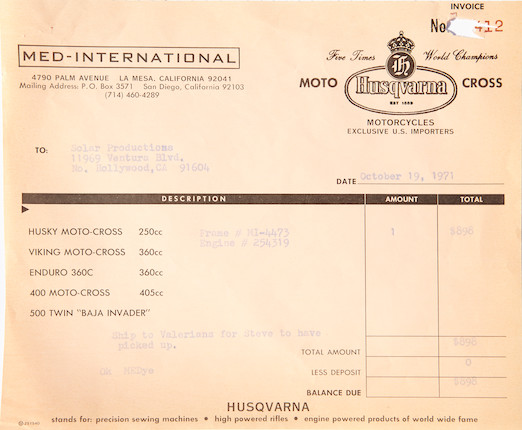 INVOICE
No 412
MED-INTERNATIONAL
4790 PALM AVENUE LA MESA, CALIFORNIA 92041
Mailing Address: P.O. Box 3571 San Diego, California 92103
(714) 460-4289
Five Times World Champions
MOTO Husqvarna CROSS
EST 1689
MOTORCYCLES
EXCLUSIVE U.S. IMPORTERS
TO: Solar Productions
11969 Ventura Blvd.
No. Hollywood, CA 91604
DATE October 19, 1971
DESCRIPTION AMOUNT TOTAL
HUSKY MOTO-CROSS 250cc Frame # MI-4473 1 $898
Engine # 254319
VIKING MOTO-CROSS 360cc
ENDURO 360C 360cc
400 MOTO-CROSS 405cc
500 TWIN "BAJA INVADER"
Ship to Valerians for Steve to have
picked up.
Oh
TOTAL AMOUNT $898
LESS DEPOSIT 0
BALANCE DUE $898
HUSQVARNA
stands for: precision sewing machines • high powered rifles • engine powered products of world wide fame